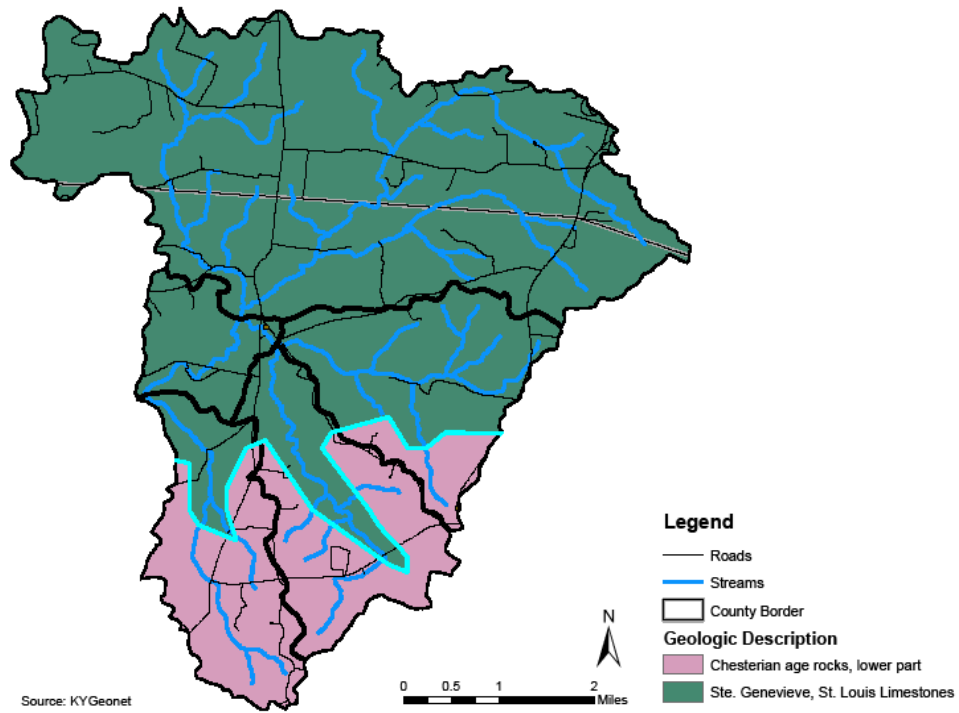 Legend
Roads
Streams
County Border
Geologic Description
Chesterian age rocks, lower part
Ste. Genevieve, St. Louis Limestones
N
0 0.5 1 2
Miles
Source: KYGeonet